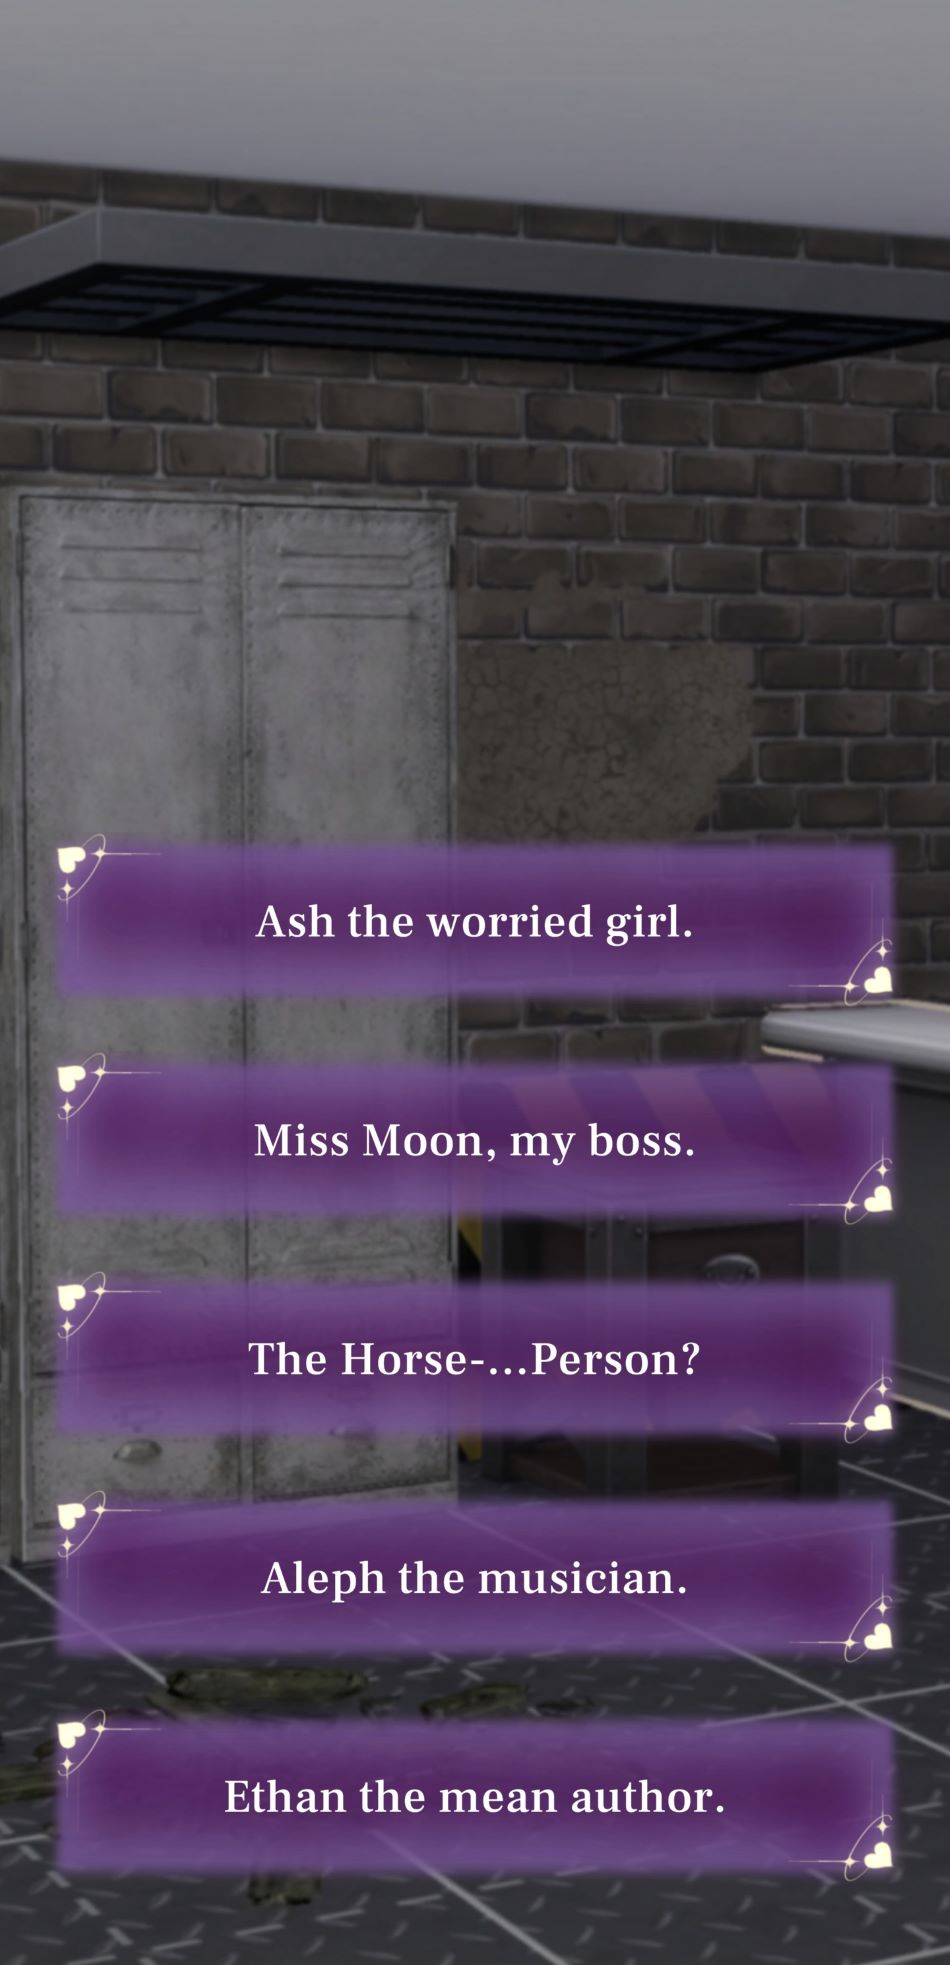 Ash the worried girl.
Miss Moon, my boss.
The Horse-...Person?
Aleph the musician.
Ethan the mean author.